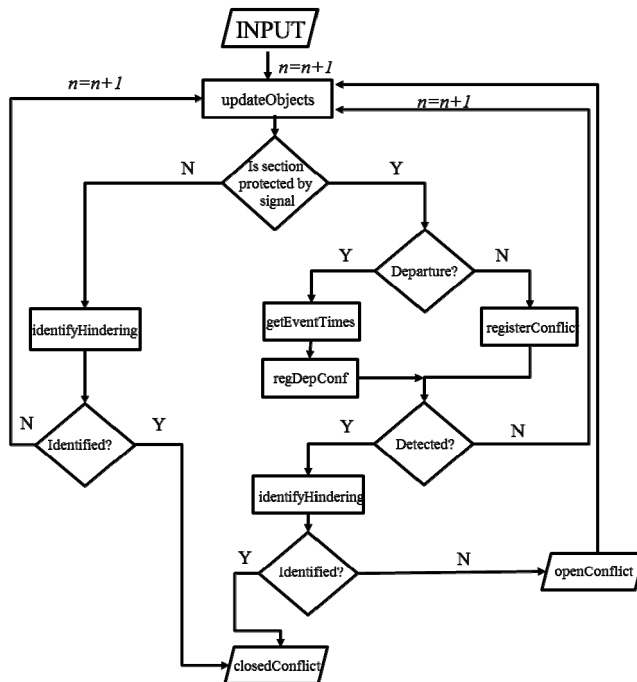 INPUT
n=n+1
n=n+1
n=n+1
updateObjects
Is section
protected by
signal
N
Y
Departure?
Y
N
identifyHindering
getEventTimes
registerConflict
regDepConf
Identified?
N
Y
Detected?
Y
N
identifyHindering
Identified?
Y
N
openConflict
closedConflict